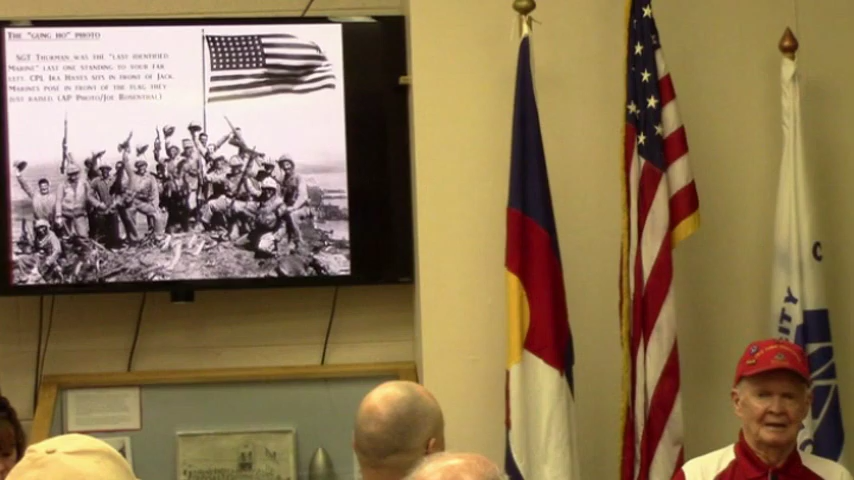 The "Gung Ho" Photo
Sgt Thurman was the "last identified
Marine" last one standing to your far
left. Cpl Ira Hayes sits in front of Jack.
Marines pose in front of the flag they
just raised. (AP Photo/Joe Rosenthal)
SITY